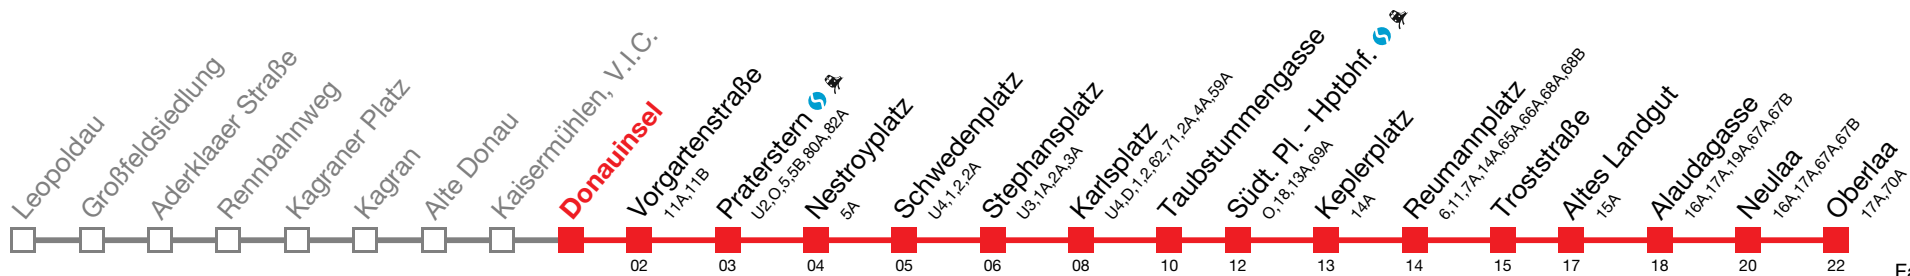 Leopoldau
Großfeldsiedlung
Aderklaaer Straße
Rennbahnweg
Kagraner Platz
Kagran
Alte Donau
Kaisermühlen, V.I.C.
Donauinsel
Vorgartenstraße
11A,11B
02
Praterstern
U2,O,5,5B,80A,82A
03
Nestroyplatz
5A
04
Schwedenplatz
U4,1,2,2A
05
Stephansplatz
U3,1A,2A,3A
06
Karlsplatz
U4,D,1,2,62,71,2A,4A,59A
08
Taubstummengasse
10
Südt. Pl. - Hptbhf.
O,18,13A,69A
12
Keplerplatz
14A
13
Reumannplatz
6,11,7A,14A,65A,66A,68A,68B
14
Troststraße
15
Altes Landgut
15A
17
Alaudagasse
16A,17A,19A,67A,67B
18
Neulaa
16A,17A,67A,67B
20
Oberlaa
17A,70A
22